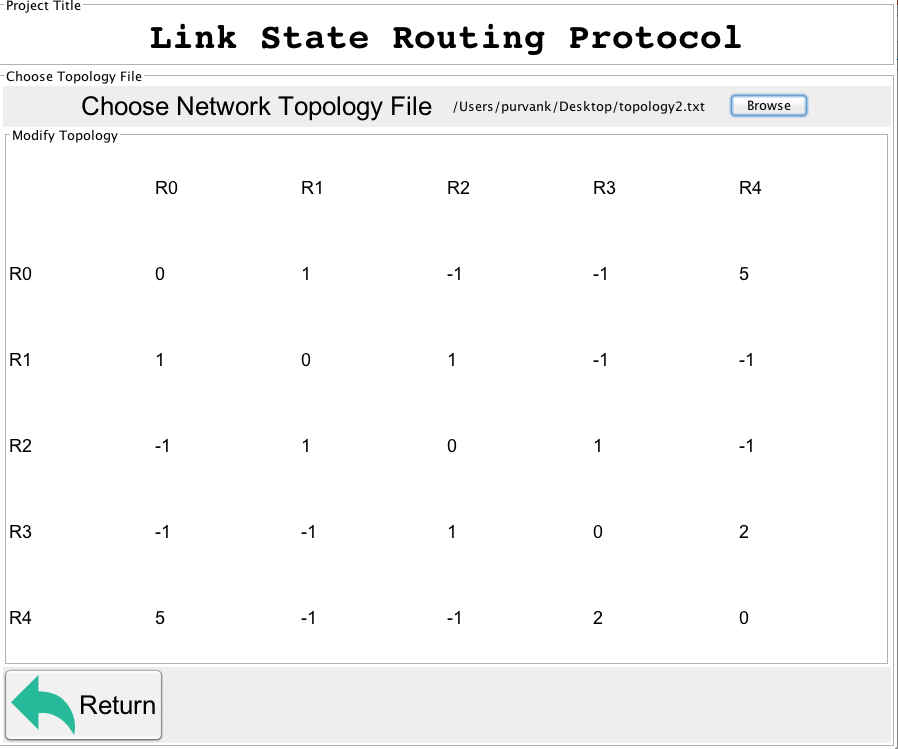 Project Title
Link State Routing Protocol
Choose Topology File
Choose Network Topology File /Users/purvank/Desktop/topology2.txt Browse
Modify Topology
R0 R1 R2 R3 R4
R0 0 1 -1 -1 5
R1 1 0 1 -1 -1
R2 -1 1 0 1 -1
R3 -1 -1 1 0 2
R4 5 -1 -1 2 0
Return